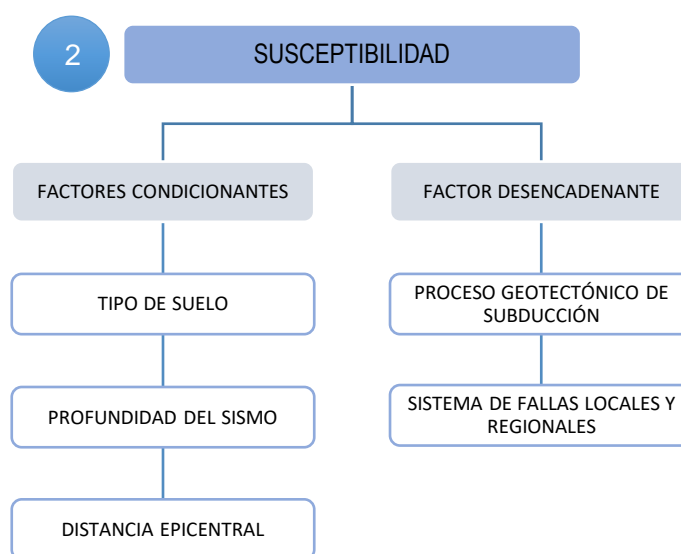 2
SUSCEPTIBILIDAD
FACTORES CONDICIONANTES
FACTOR DESENCADENANTE
TIPO DE SUELO
PROCESO GEOTECTÓNICO DE
SUBDUCCIÓN
PROFUNDIDAD DEL SISMO
SISTEMA DE FALLAS LOCALES Y
REGIONALES
DISTANCIA EPICENTRAL